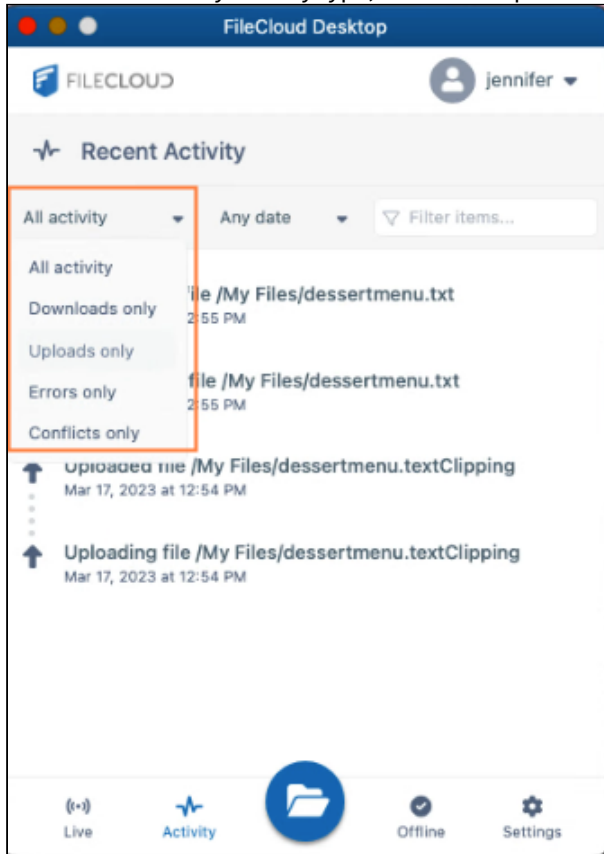 FileCloud Desktop
FILECLOUD
jennifer
Recent Activity
All activity
Any date
Filter items...
All activity
Downloads only
Uploads only
Errors only
Conflicts only
file /My Files/dessertmenu.txt
2:55 PM
file /My Files/dessertmenu.txt
2:55 PM
Uploaded file /My Files/dessertmenu.textClipping
Mar 17, 2023 at 12:54 PM
Uploading file /My Files/dessertmenu.textClipping
Mar 17, 2023 at 12:54 PM
Live
Activity
Offline
Settings